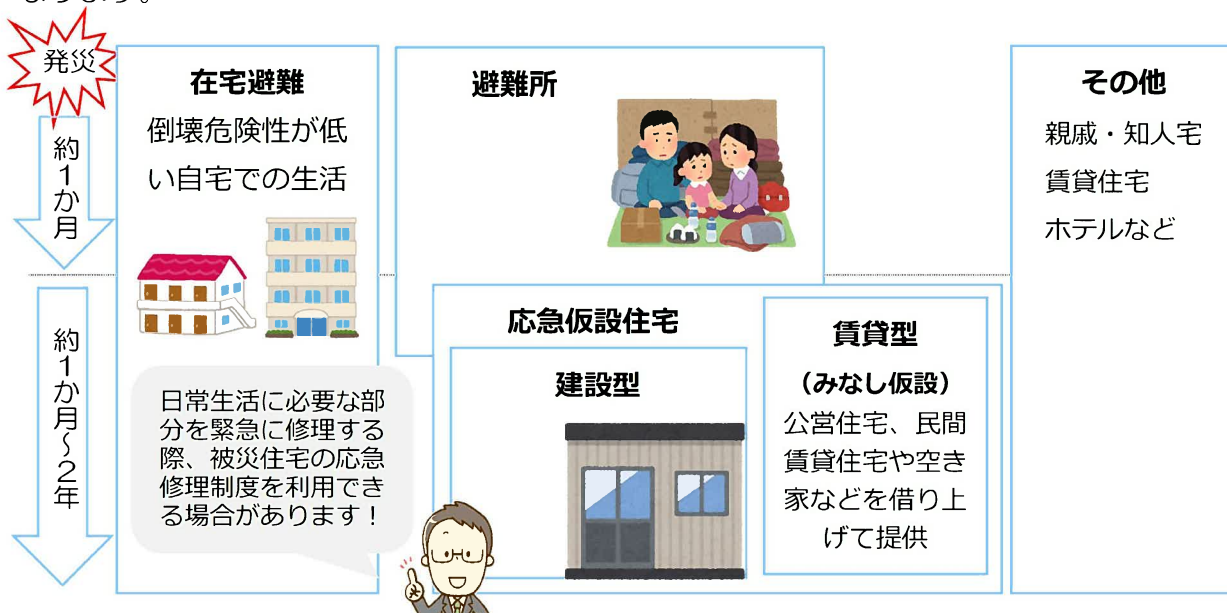 発災
約1か月
約1か月～2年
在宅避難
倒壊危険性が低
い自宅での生活
日常生活に必要な部
分を緊急に修理する
際、被災住宅の応急
修理制度を利用でき
る場合があります！
避難所
応急仮設住宅
建設型
賃貸型
（みなし仮設）
公営住宅、民間
賃貸住宅や空き
家などを借り上
げて提供
その他
親戚・知人宅
賃貸住宅
ホテルなど